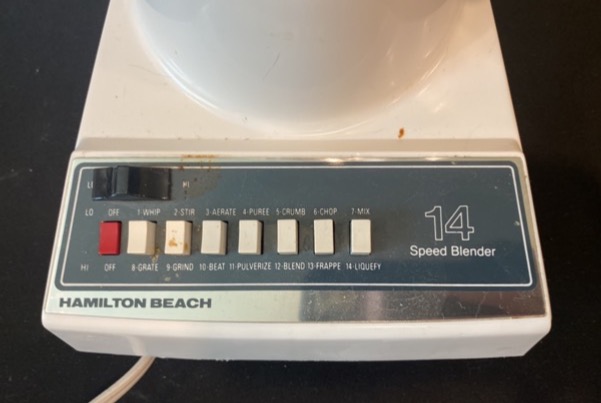 LO HI
LO OFF 1-WHIP 2-STIR 3-AERATE 4-PUREE 5-CRUMB 6-CHOP 7-MIX
14
Speed Blender
HI OFF 8-GRATE 9-GRIND 10-BEAT 11-PULVERIZE 12-BLEND 13-FRAPPE 14-LIQUEFY
HAMILTON BEACH